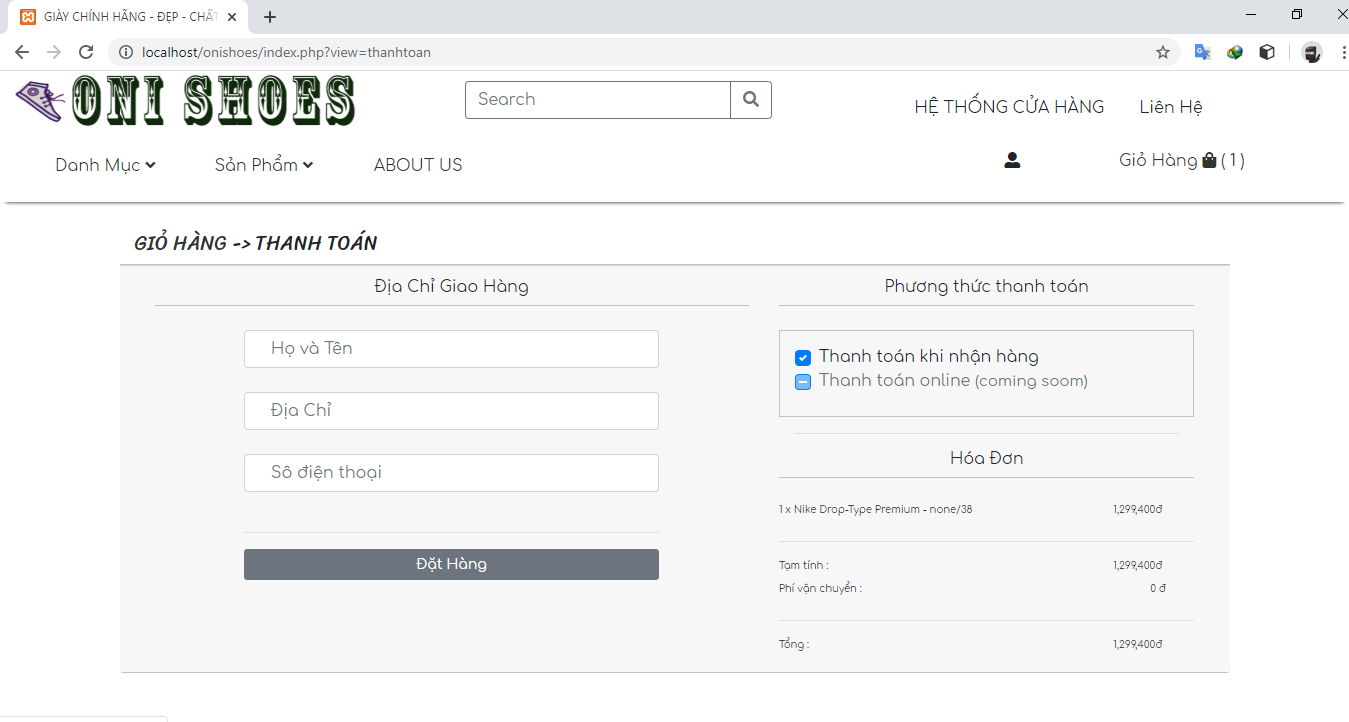 GIÀY CHÍNH HÃNG - ĐẸP - CHẤT
localhost/onishoes/index.php?view=thanhtoan
ONI SHOES
Search
HỆ THỐNG CỬA HÀNG
Liên Hệ
Danh Mục
Sản Phẩm
ABOUT US
Giỏ Hàng (1)
GIỎ HÀNG -> THANH TOÁN
Địa Chỉ Giao Hàng
Họ và Tên
Địa Chỉ
Sô điện thoại
Đặt Hàng
Phương thức thanh toán
Thanh toán khi nhận hàng
Thanh toán online (coming soom)
Hóa Đơn
1 x Nike Drop-Type Premium - none/38 1,299,400đ
Tạm tính : 1,299,400đ
Phí vận chuyển : 0 đ
Tổng : 1,299,400đ